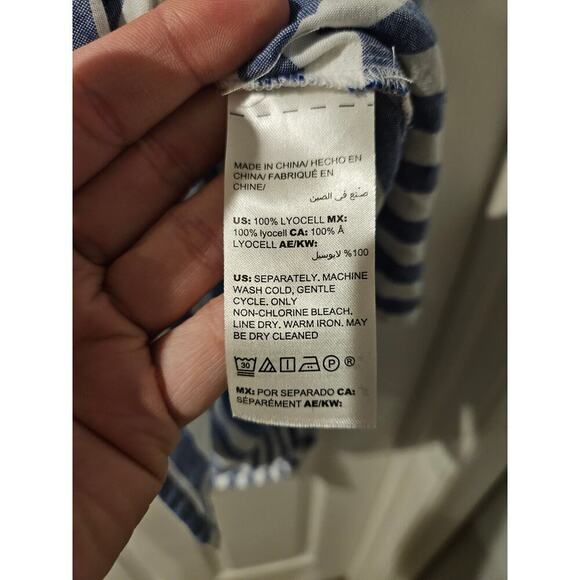 MADE IN CHINA/ HECHO EN
CHINA/ FABRIQUÉ EN
CHINE/
صنع في الصين
US: 100% LYOCELL MX:
100% lyocell CA: 100% Â
LYOCELL AE/KW:
100% لايوسيل
US: SEPARATELY. MACHINE
WASH COLD, GENTLE
CYCLE. ONLY
NON-CHLORINE BLEACH.
LINE DRY. WARM IRON. MAY
BE DRY CLEANED
30 P ®
MX: POR SEPARADO CA:
SÉPARÉMENT AE/KW: